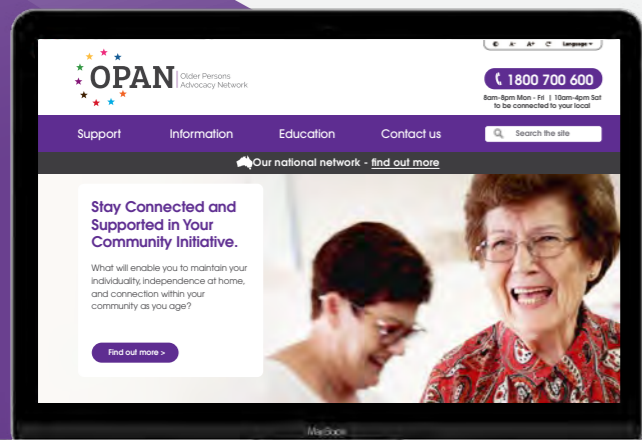 A- A+ Language
OPAN
Older Persons
Advocacy Network
1800 700 600
8am-8pm Mon - Fri | 10am-4pm Sat
to be connected to your local
Support Information Education Contact us Search the site
Our national network - find out more
Stay Connected and
Supported in Your
Community Initiative.
What will enable you to maintain your
individuality, independence at home,
and connection within your
community as you age?
Find out more >
MacBook